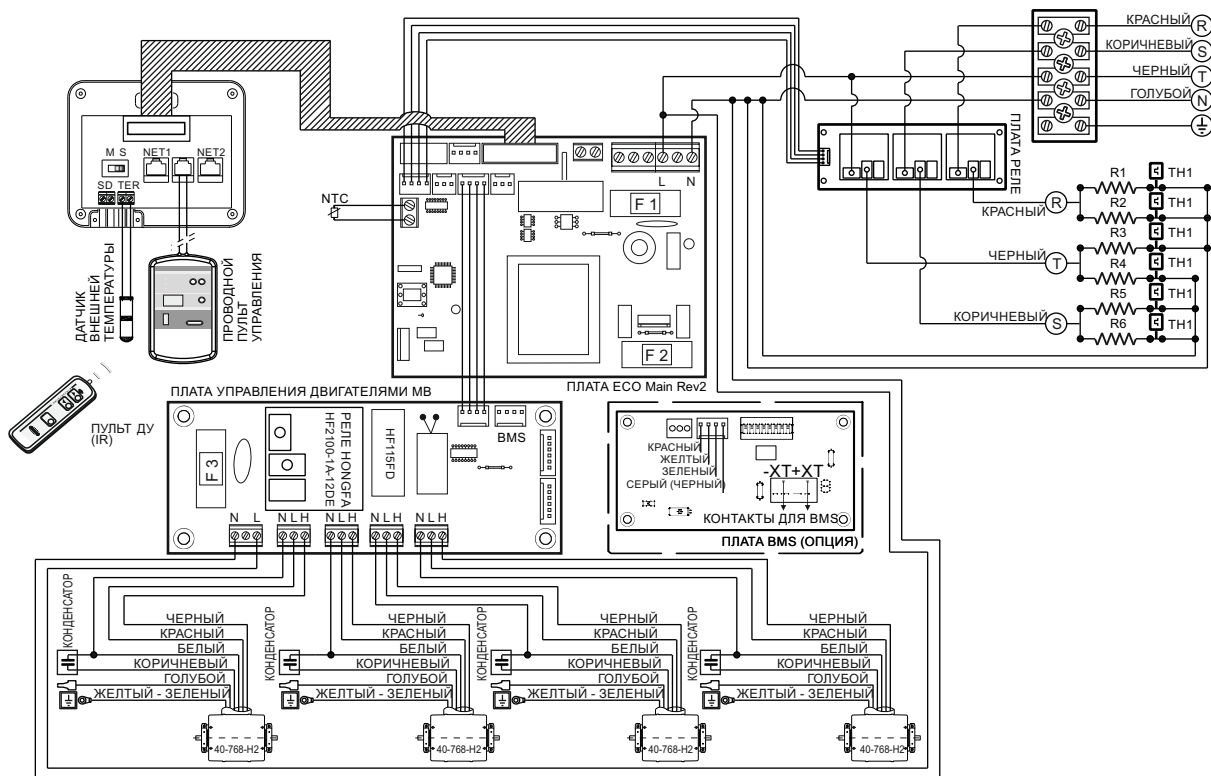 КРАСНЫЙ R
КОРИЧНЕВЫЙ S
ЧЕРНЫЙ T
ГОЛУБОЙ N
ПЛАТА РЕЛЕ
M S
NET1
NET2
SD TER
ДАТЧИК
ВНЕШНЕЙ
ТЕМПЕРАТУРЫ
ПРОВОДНОЙ
ПУЛЬТ
УПРАВЛЕНИЯ
ПУЛЬТ ДУ
(IR)
NTC
L N
F 1
F 2
ПЛАТА ECO Main Rev2
КРАСНЫЙ R
ЧЕРНЫЙ T
КОРИЧНЕВЫЙ S
R1 TH1
R2 TH1
R3 TH1
R4 TH1
R5 TH1
R6 TH1
ПЛАТА УПРАВЛЕНИЯ ДВИГАТЕЛЯМИ МВ
F 3
РЕЛЕ HONGFA
HF2100-1A-12DE
HF115FD
BMS
N L N L H N L H N L H N L H
КРАСНЫЙ
ЖЕЛТЫЙ
ЗЕЛЕНЫЙ
СЕРЫЙ (ЧЕРНЫЙ)
-XT+XT
КОНТАКТЫ ДЛЯ BMS
ПЛАТА BMS (ОПЦИЯ)
КОНДЕНСАТОР
ЧЕРНЫЙ
КРАСНЫЙ
БЕЛЫЙ
КОРИЧНЕВЫЙ
ГОЛУБОЙ
ЖЕЛТЫЙ - ЗЕЛЕНЫЙ
40-768-H2
КОНДЕНСАТОР
ЧЕРНЫЙ
КРАСНЫЙ
БЕЛЫЙ
КОРИЧНЕВЫЙ
ГОЛУБОЙ
ЖЕЛТЫЙ - ЗЕЛЕНЫЙ
40-768-H2
КОНДЕНСАТОР
ЧЕРНЫЙ
КРАСНЫЙ
БЕЛЫЙ
КОРИЧНЕВЫЙ
ГОЛУБОЙ
ЖЕЛТЫЙ - ЗЕЛЕНЫЙ
40-768-H2
КОНДЕНСАТОР
ЧЕРНЫЙ
КРАСНЫЙ
БЕЛЫЙ
КОРИЧНЕВЫЙ
ГОЛУБОЙ
ЖЕЛТЫЙ - ЗЕЛЕНЫЙ
40-768-H2